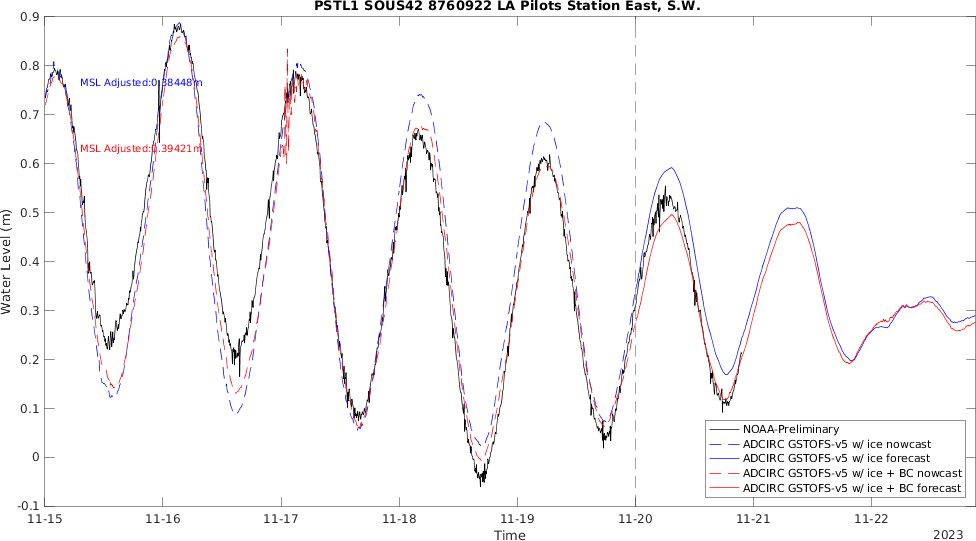 PSTL1 SOUS42 8760922 LA Pilots Station East, S.W.
0.9
0.8
0.7
0.6
0.5
0.4
0.3
0.2
0.1
0
-0.1
Water Level (m)
MSL Adjusted:0.38448m
MSL Adjusted:0.39421m
NOAA-Preliminary
ADCIRC GSTOFS-v5 w/ ice nowcast
ADCIRC GSTOFS-v5 w/ ice forecast
ADCIRC GSTOFS-v5 w/ ice + BC nowcast
ADCIRC GSTOFS-v5 w/ ice + BC forecast
11-15 11-16 11-17 11-18 11-19 11-20 11-21 11-22
2023
Time